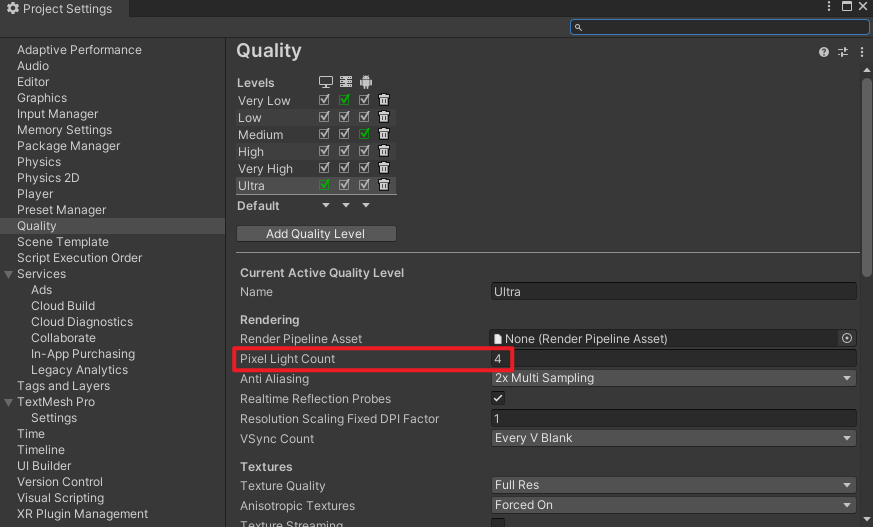 Project Settings
Adaptive Performance
Audio
Editor
Graphics
Input Manager
Memory Settings
Package Manager
Physics
Physics 2D
Player
Preset Manager
Quality
Scene Template
Script Execution Order
Services
Ads
Cloud Build
Cloud Diagnostics
Collaborate
In-App Purchasing
Legacy Analytics
Tags and Layers
TextMesh Pro
Settings
Time
Timeline
UI Builder
Version Control
Visual Scripting
XR Plugin Management
Quality
Levels
Very Low
Low
Medium
High
Very High
Ultra
Default
Add Quality Level
Current Active Quality Level
Name Ultra
Rendering
Render Pipeline Asset None (Render Pipeline Asset)
Pixel Light Count 4
Anti Aliasing 2x Multi Sampling
Realtime Reflection Probes
Resolution Scaling Fixed DPI Factor 1
VSync Count Every V Blank
Textures
Texture Quality Full Res
Anisotropic Textures Forced On
Texture Streaming